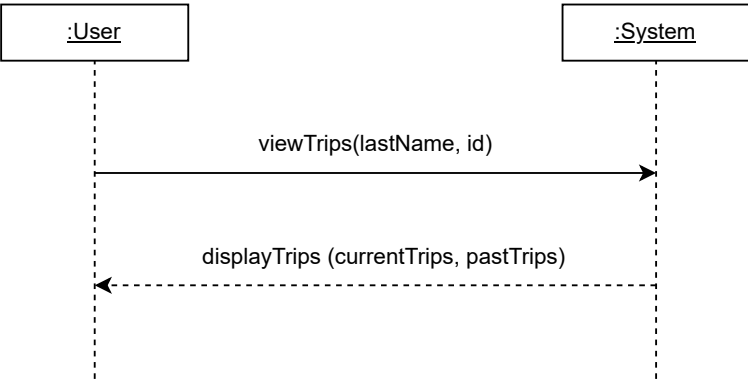 :User
:System
viewTrips(lastName, id)
displayTrips (currentTrips, pastTrips)